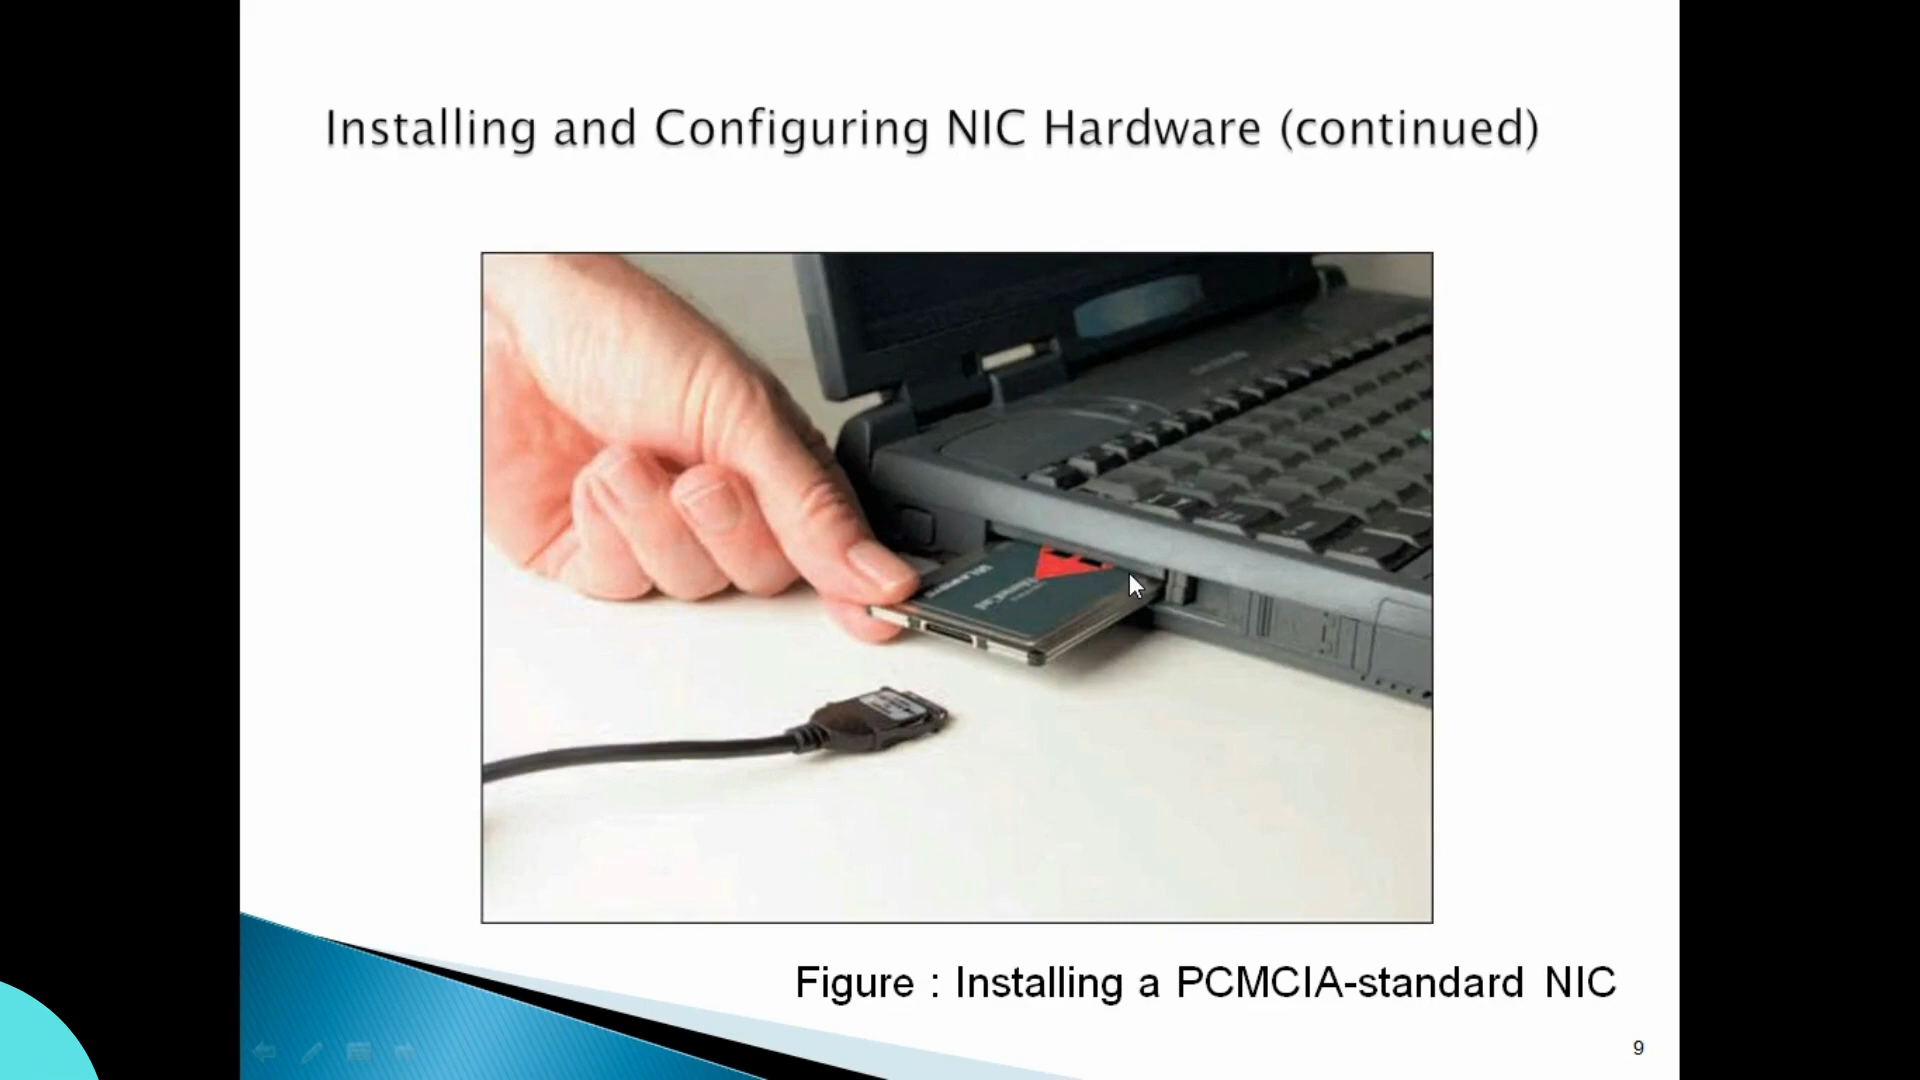 Installing and Configuring NIC Hardware (continued)
Figure : Installing a PCMCIA-standard NIC
9